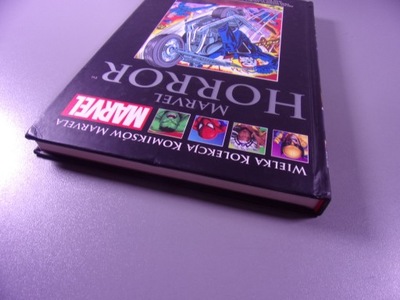 MARVEL
HORROR
MARVEL
WIELKA KOLEKCJA KOMIKSÓW MARVELA